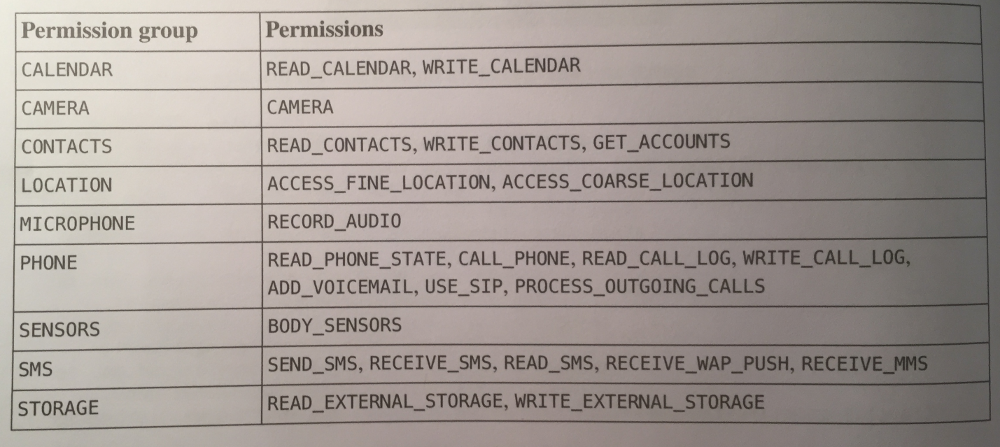 Permission group Permissions
CALENDAR READ_CALENDAR, WRITE_CALENDAR
CAMERA CAMERA
CONTACTS READ_CONTACTS, WRITE_CONTACTS, GET_ACCOUNTS
LOCATION ACCESS_FINE_LOCATION, ACCESS_COARSE_LOCATION
MICROPHONE RECORD_AUDIO
PHONE READ_PHONE_STATE, CALL_PHONE, READ_CALL_LOG, WRITE_CALL_LOG,
ADD_VOICEMAIL, USE_SIP, PROCESS_OUTGOING_CALLS
SENSORS BODY_SENSORS
SMS SEND_SMS, RECEIVE_SMS, READ_SMS, RECEIVE_WAP_PUSH, RECEIVE_MMS
STORAGE READ_EXTERNAL_STORAGE, WRITE_EXTERNAL_STORAGE